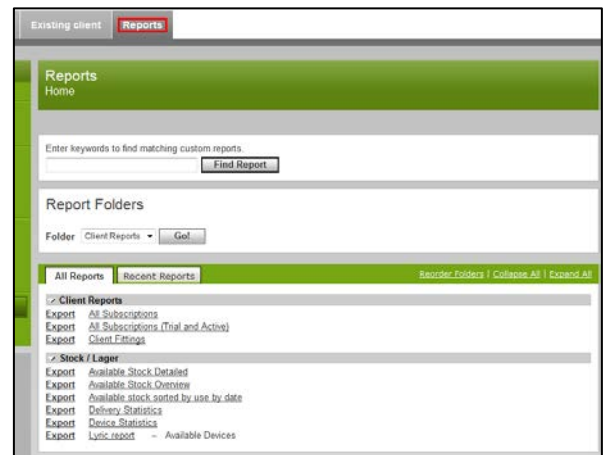 Existing client Reports
Reports
Home
Enter keywords to find matching custom reports.
Find Report
Report Folders
Folder Client Reports Go!
All Reports Recent Reports Reorder Folders | Collapse All | Expand All
Client Reports
Export All Subscriptions
Export All Subscriptions (Trial and Active)
Export Client Fittings
Stock / Lager
Export Available Stock Detailed
Export Available Stock Overview
Export Available stock sorted by use by date
Export Delivery Statistics
Export Device Statistics
Export Lyric report – Available Devices